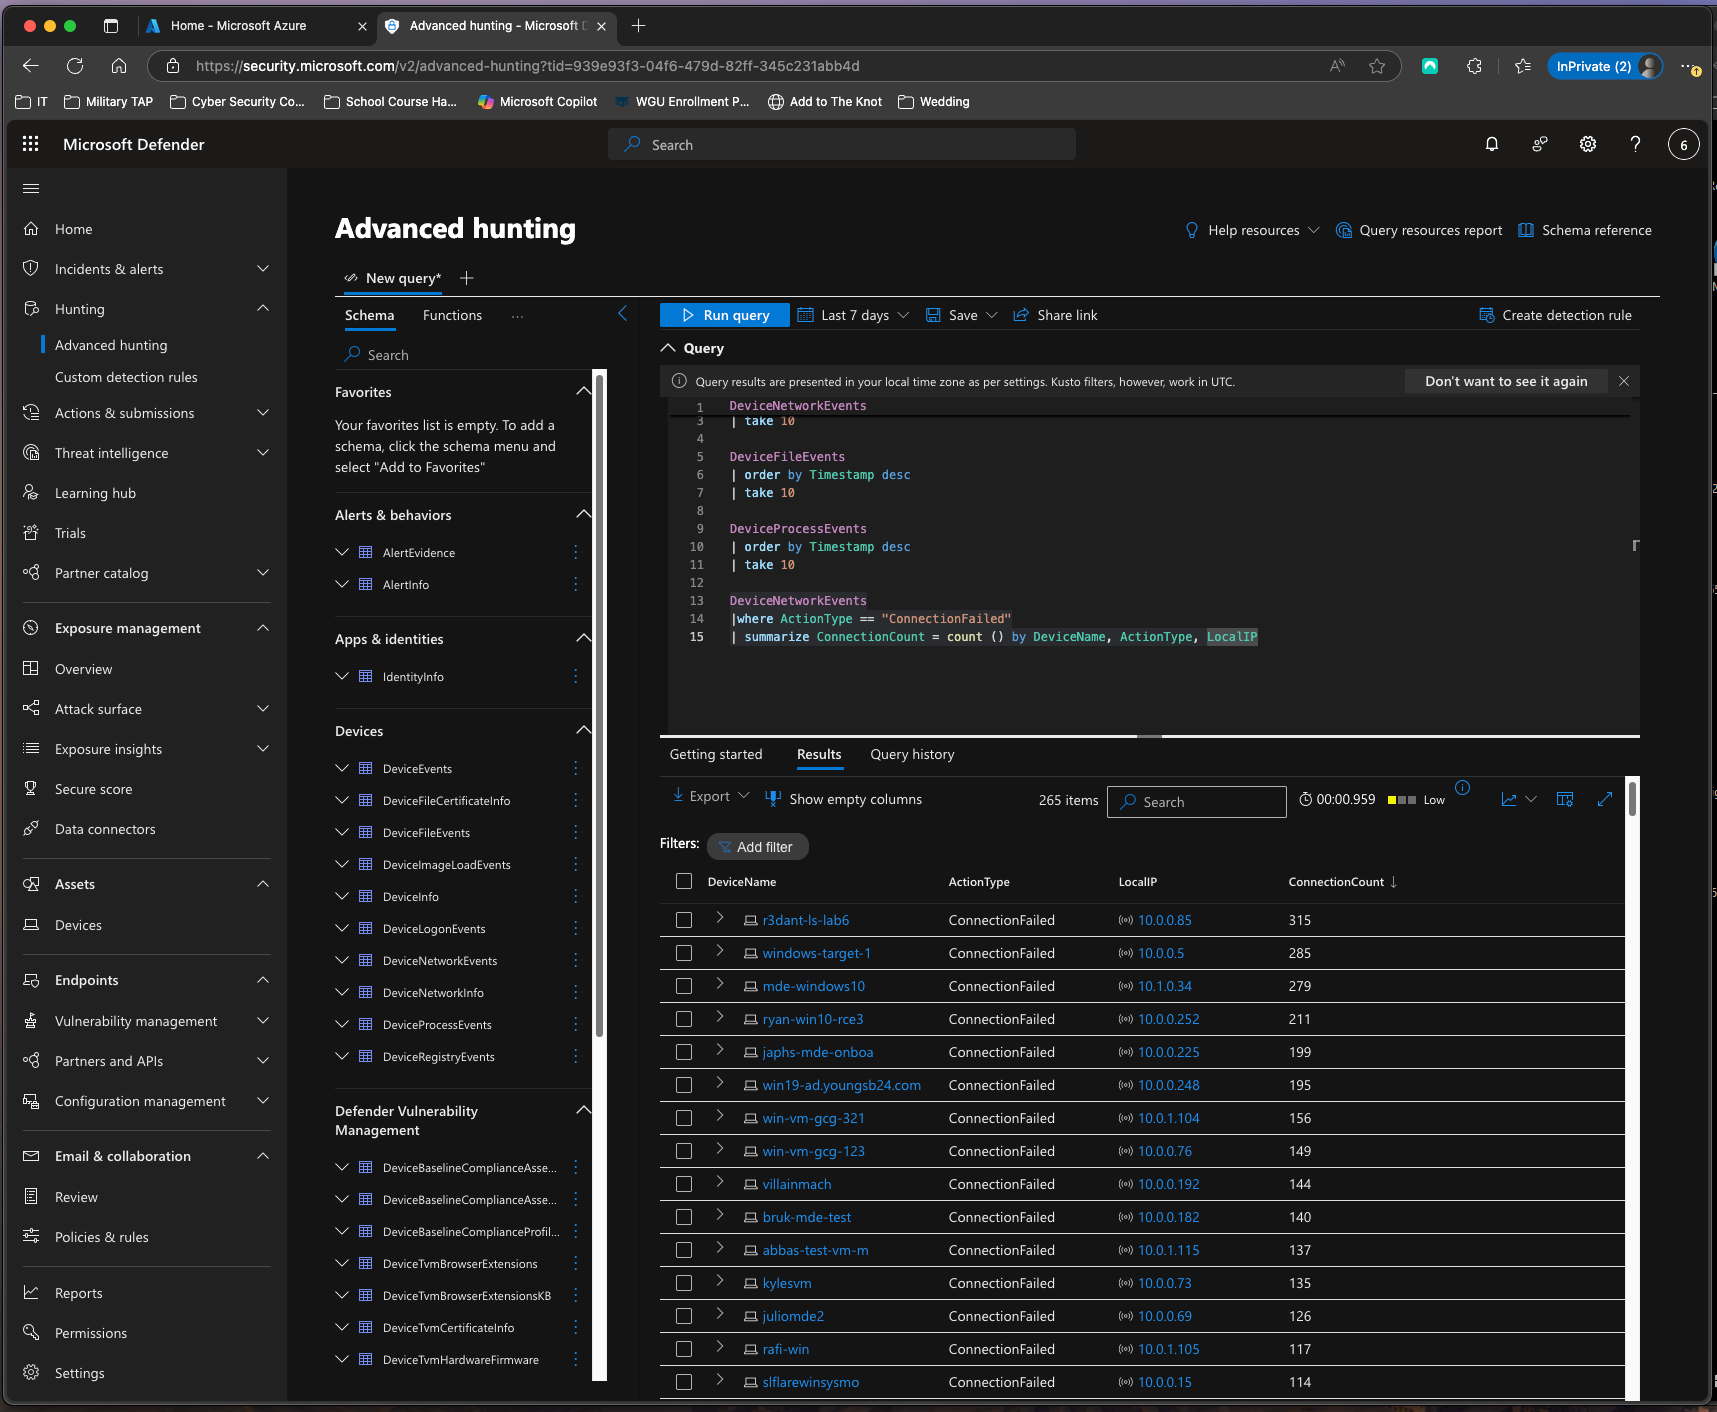 Home - Microsoft Azure
Advanced hunting - Microsoft D
https://security.microsoft.com/v2/advanced-hunting?tid=939e93f3-04f6-479d-82ff-345c231abb4d
InPrivate (2)
IT
Military TAP
Cyber Security Co...
School Course Ha...
Microsoft Copilot
WGU Enrollment P...
Add to The Knot
Wedding
Microsoft Defender
Search
6
Home
Incidents & alerts
Hunting
Advanced hunting
Custom detection rules
Actions & submissions
Threat intelligence
Learning hub
Trials
Partner catalog
Exposure management
Overview
Attack surface
Exposure insights
Secure score
Data connectors
Assets
Devices
Endpoints
Vulnerability management
Partners and APIs
Configuration management
Email & collaboration
Review
Policies & rules
Reports
Permissions
Settings
Advanced hunting
Help resources
Query resources report
Schema reference
New query*
Schema
Functions
...
Search
Favorites
Your favorites list is empty. To add a
schema, click the schema menu and
select "Add to Favorites"
Alerts & behaviors
AlertEvidence
AlertInfo
Apps & identities
IdentityInfo
Devices
DeviceEvents
DeviceFileCertificateInfo
DeviceFileEvents
DeviceImageLoadEvents
DeviceInfo
DeviceLogonEvents
DeviceNetworkEvents
DeviceNetworkInfo
DeviceProcessEvents
DeviceRegistryEvents
Defender Vulnerability
Management
DeviceBaselineComplianceAsse...
DeviceBaselineComplianceAsse...
DeviceBaselineComplianceProfil...
DeviceTvmBrowserExtensions
DeviceTvmBrowserExtensionsKB
DeviceTvmCertificateInfo
DeviceTvmHardwareFirmware
Run query
Last 7 days
Save
Share link
Create detection rule
Query
Query results are presented in your local time zone as per settings. Kusto filters, however, work in UTC.
Don't want to see it again
1 DeviceNetworkEvents
3 | take 10
4
5 DeviceFileEvents
6 | order by Timestamp desc
7 | take 10
8
9 DeviceProcessEvents
10 | order by Timestamp desc
11 | take 10
12
13 DeviceNetworkEvents
14 |where ActionType == "ConnectionFailed"
15 | summarize ConnectionCount = count () by DeviceName, ActionType, LocalIP
Getting started
Results
Query history
Export
Show empty columns
265 items
Search
00:00.959
Low
Filters:
Add filter
DeviceName ActionType LocalIP ConnectionCount ↓
r3dant-ls-lab6 ConnectionFailed 10.0.0.85 315
windows-target-1 ConnectionFailed 10.0.0.5 285
mde-windows10 ConnectionFailed 10.1.0.34 279
ryan-win10-rce3 ConnectionFailed 10.0.0.252 211
japhs-mde-onboa ConnectionFailed 10.0.0.225 199
win19-ad.youngsb24.com ConnectionFailed 10.0.0.248 195
win-vm-gcg-321 ConnectionFailed 10.0.1.104 156
win-vm-gcg-123 ConnectionFailed 10.0.0.76 149
villainmach ConnectionFailed 10.0.0.192 144
bruk-mde-test ConnectionFailed 10.0.0.182 140
abbas-test-vm-m ConnectionFailed 10.0.1.115 137
kylesvm ConnectionFailed 10.0.0.73 135
juliomde2 ConnectionFailed 10.0.0.69 126
rafi-win ConnectionFailed 10.0.1.105 117
slflarewinsysmo ConnectionFailed 10.0.0.15 114